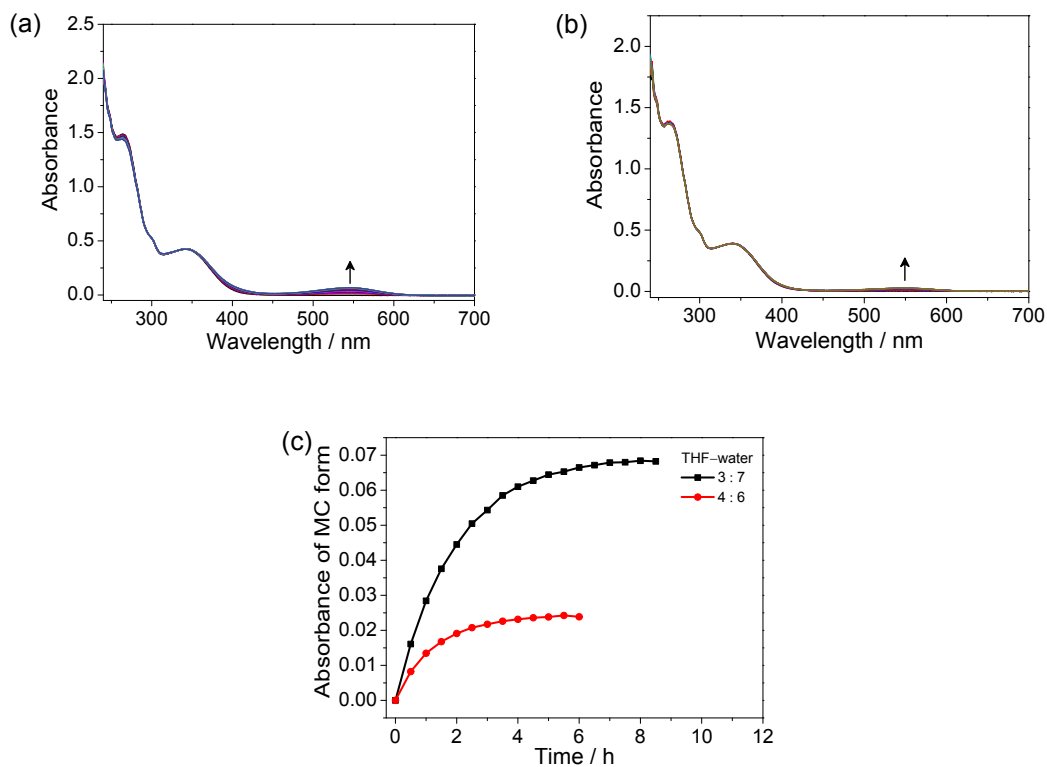 (a)
2.5
2.0
1.5
1.0
0.5
0.0
Absorbance
300 400 500 600 700
Wavelength / nm
(b)
2.0
1.5
1.0
0.5
0.0
Absorbance
300 400 500 600 700
Wavelength / nm
(c)
0.07
0.06
0.05
0.04
0.03
0.02
0.01
0.00
Absorbance of MC form
THF–water
3 : 7
4 : 6
0 2 4 6 8 10 12
Time / h